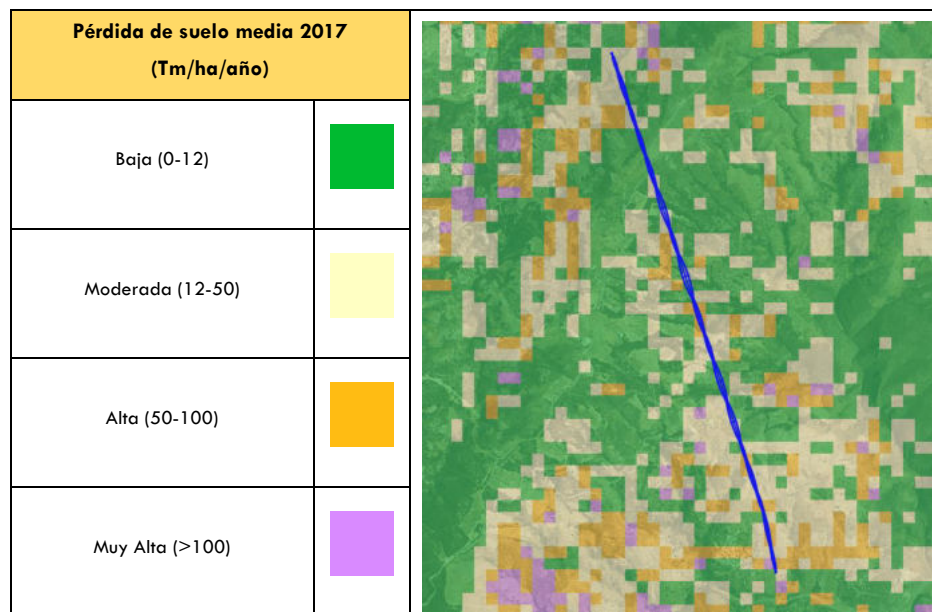 Pérdida de suelo media 2017
(Tm/ha/año)
Baja (0-12)
Moderada (12-50)
Alta (50-100)
Muy Alta (>100)